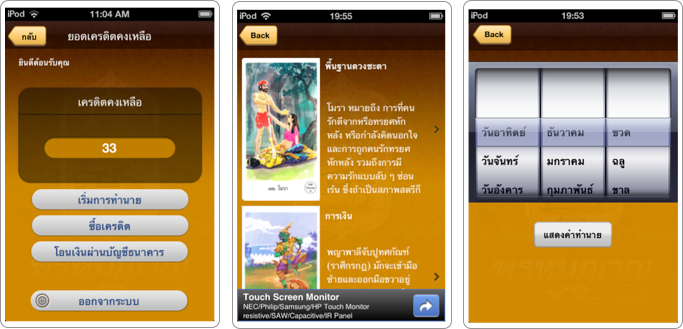 iPod 11:04 AM
กลับ ยอดเครดิตคงเหลือ
ยินดีต้อนรับคุณ
เครดิตคงเหลือ
33
เริ่มการทำนาย
ซื้อเครดิต
โอนเงินผ่านบัญชีธนาคาร
ออกจากระบบ
iPod 19:55
Back
พื้นฐานดวงชะตา
โมรา หมายถึง การที่คน
รักตีจากหรือทรยศหัก
หลัง หรือกำลังคิดนอกใจ
และการถูกคนรักทรยศ
หักหลัง รวมถึงการมี
ความรักแบบลับ ๆ ซ่อน
เร้น ซึ่งถ้าเป็นสภาพสตรีก็
๓๒. โมรา
การเงิน
พญาพาลีจับปูทศกัณฑ์
(ราศีกรกฎ) มักจะเข้ามือ
ซ้ายและออกมือขวาอยู่
Touch Screen Monitor
NEC/Philip/Samsung/HP Touch Monitor
resistive/SAW/Capacitive/IR Panel
iPod 19:53
Back
วันอาทิตย์ ธันวาคม ชวด
วันจันทร์ มกราคม ฉลู
วันอังคาร กุมภาพันธ์ ขาล
แสดงคำทำนาย